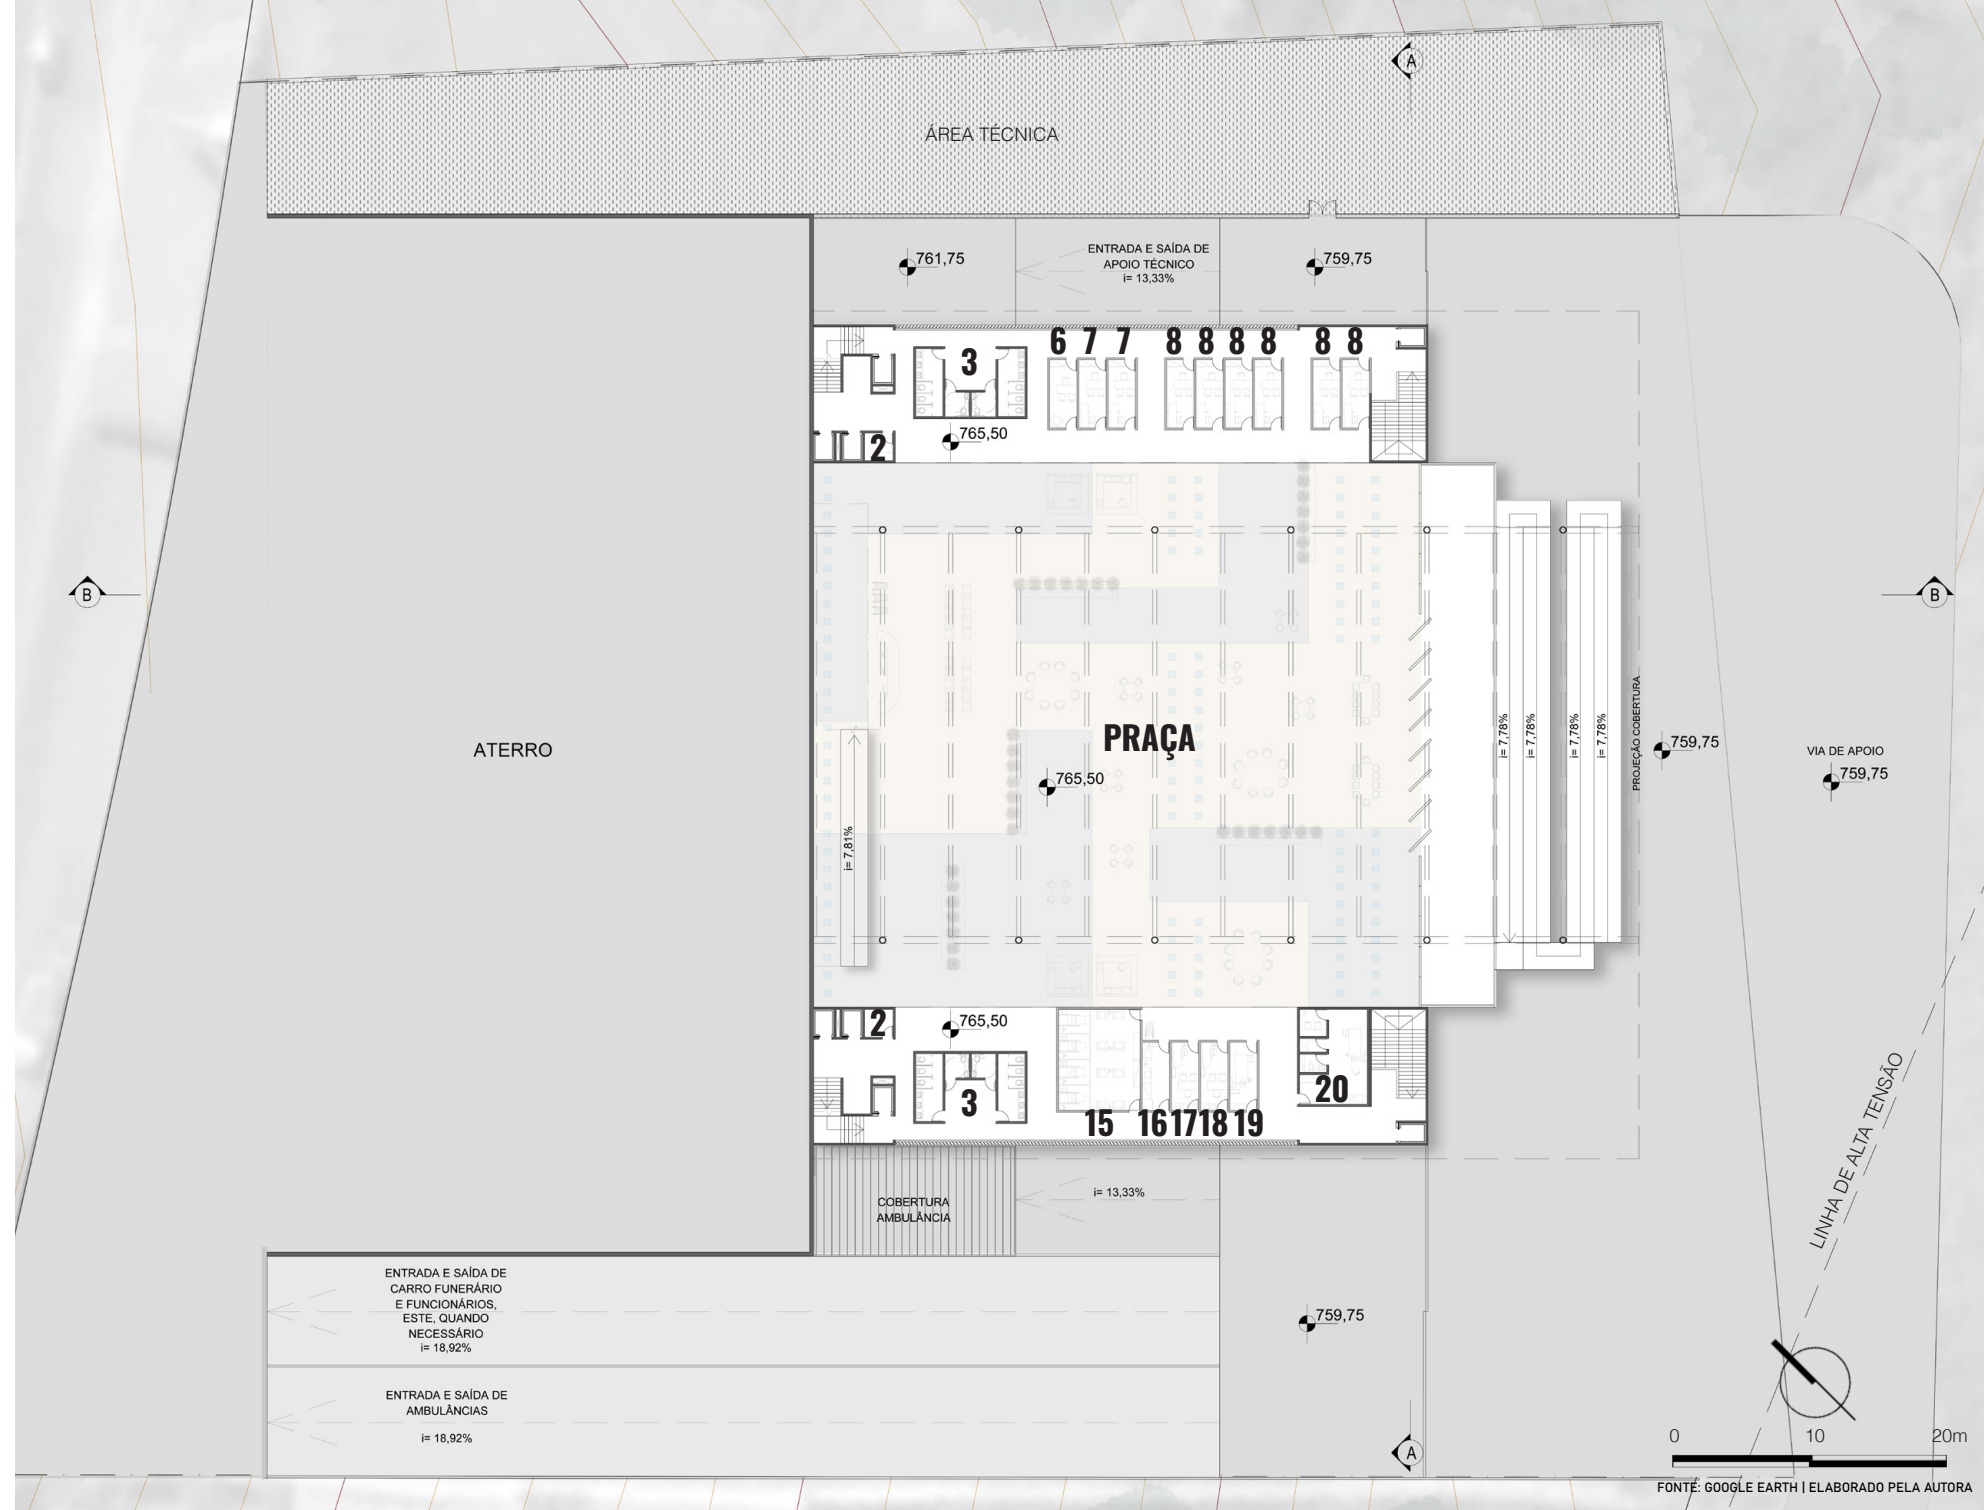 A
ÁREA TÉCNICA
761,75
ENTRADA E SAÍDA DE
APOIO TÉCNICO
i= 13,33%
759,75
3
6 7 7 8 8 8 8 8 8
2
765,50
B
B
PRAÇA
765,50
ATERRO
i= 7,81%
i= 7,78%
i= 7,78%
i= 7,78%
i= 7,78%
PROJEÇÃO COBERTURA
759,75
VIA DE APOIO
759,75
2
765,50
3
15 16 17 18 19
20
LINHA DE ALTA TENSÃO
COBERTURA
AMBULÂNCIA
i= 13,33%
ENTRADA E SAÍDA DE
CARRO FUNERÁRIO
E FUNCIONÁRIOS,
ESTE, QUANDO
NECESSÁRIO
i= 18,92%
759,75
ENTRADA E SAÍDA DE
AMBULÂNCIAS
i= 18,92%
A
0 10 20m
FONTE: GOOGLE EARTH | ELABORADO PELA AUTORA